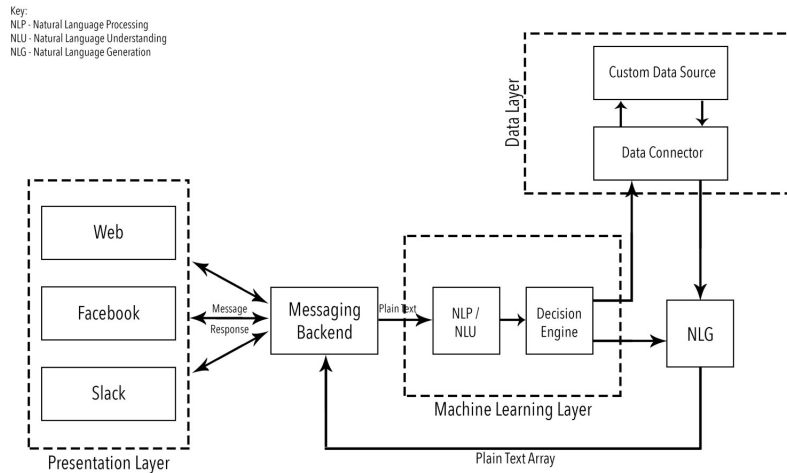 Key:
NLP - Natural Language Processing
NLU - Natural Language Understanding
NLG - Natural Language Generation
Custom Data Source
Data Layer
Data Connector
Web
Facebook
Slack
Message
Response
Messaging
Backend
Plain Text
NLP /
NLU
Decision
Engine
NLG
Machine Learning Layer
Presentation Layer
Plain Text Array